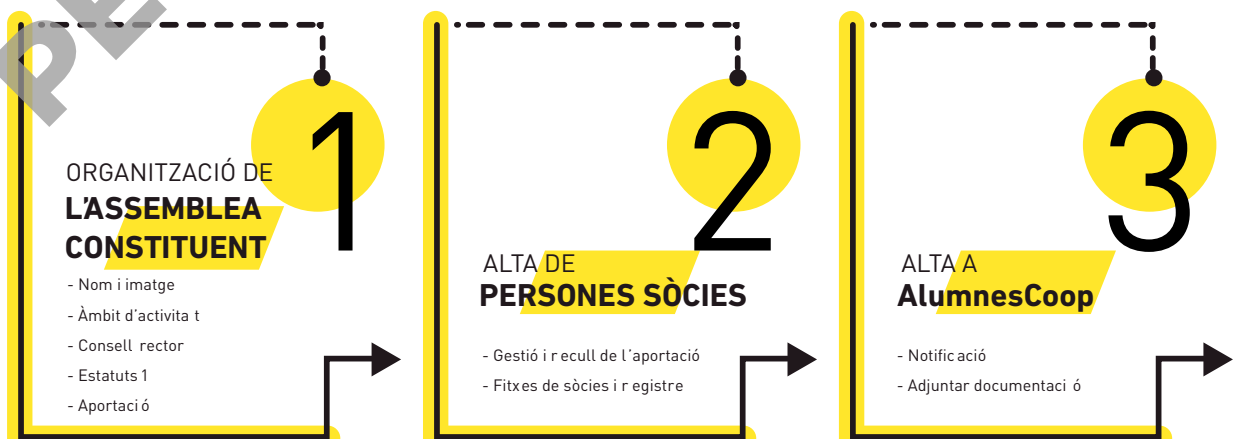 PE
1
ORGANITZACIÓ DE
L'ASSEMBLEA
CONSTITUENT
- Nom i imatge
- Àmbit d'activita t
- Consell rector
- Estatuts 1
- Aportaci ó
2
ALTA DE
PERSONES SÒCIES
- Gestió i r ecull de l'aportació
- Fitxes de sòcies i r egistre
3
ALTA A
AlumnesCoop
- Notific ació
- Adjuntar documentaci ó